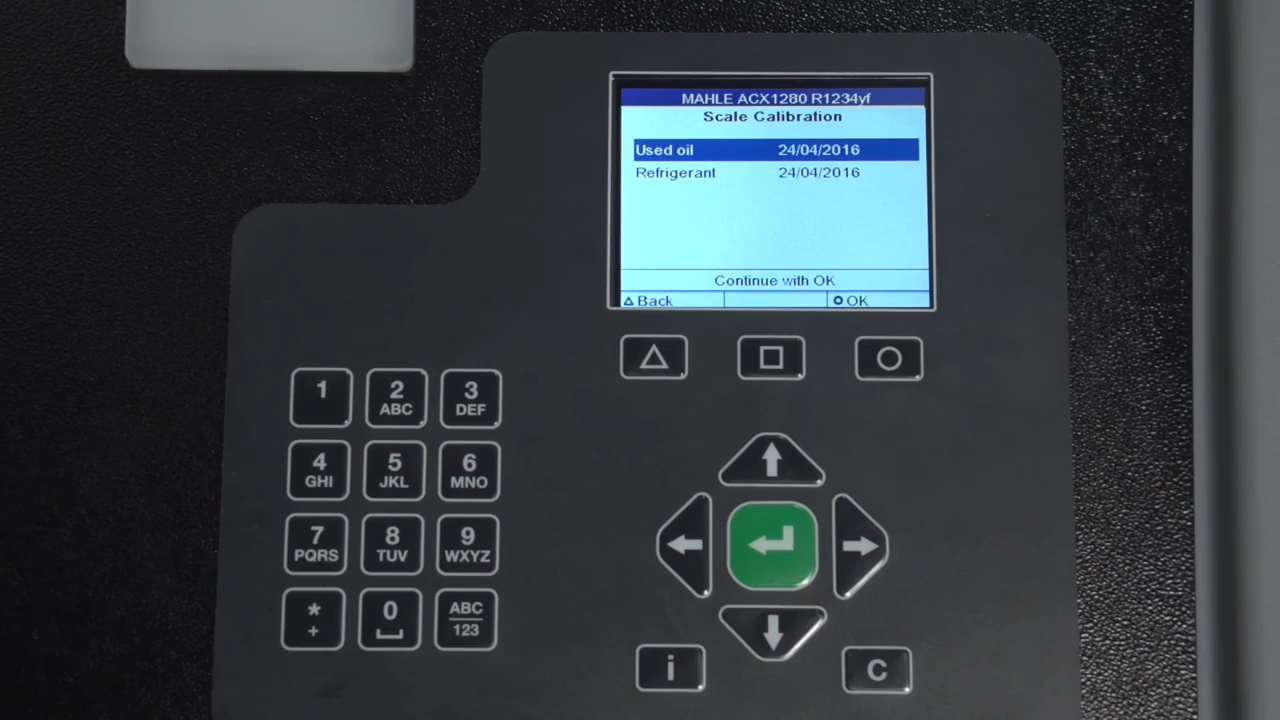 MAHLE ACX1280 R1234yf
Scale Calibration
Used oil 24/04/2016
Refrigerant 24/04/2016
Continue with OK
Back OK
1 2 3
ABC DEF
4 5 6
GHI JKL MNO
7 8 9
PQRS TUV WXYZ
* 0 ABC
+ 123
i C